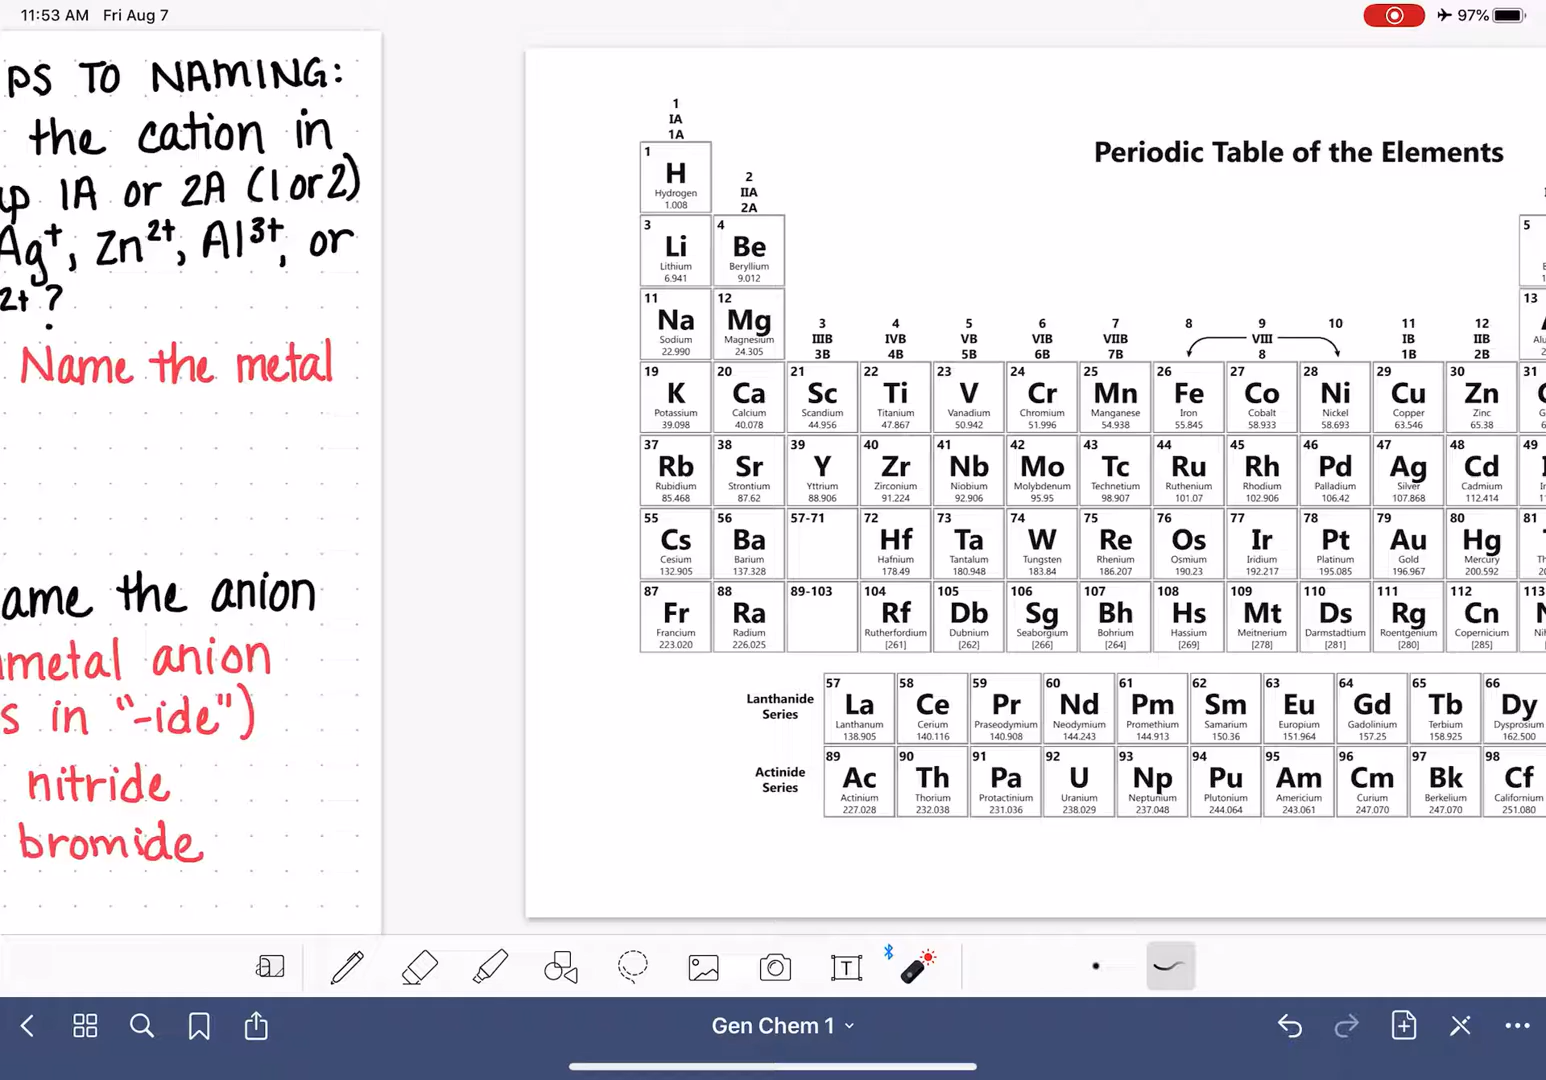 11:53 AM Fri Aug 7
97%
PS TO NAMING:
the cation in
up 1A or 2A (1 or 2)
Ag⁺, Zn²⁺, Al³⁺, or
2+ ?
Name the metal
ame the anion
metal anion
s in "-ide")
nitride
bromide
Periodic Table of the Elements
1
IA
1A
2
IIA
2A
3 4 5 6 7 8 9 10 11 12
IIIB IVB VB VIB VIIB VIII IB IIB
3B 4B 5B 6B 7B 8 1B 2B
1
H
Hydrogen
1.008
3 4 5
Li Be
Lithium Beryllium
6.941 9.012
11 12 13
Na Mg
Sodium Magnesium
22.990 24.305
19 20 21 22 23 24 25 26 27 28 29 30 31
K Ca Sc Ti V Cr Mn Fe Co Ni Cu Zn
Potassium Calcium Scandium Titanium Vanadium Chromium Manganese Iron Cobalt Nickel Copper Zinc
39.098 40.078 44.956 47.867 50.942 51.996 54.938 55.845 58.933 58.693 63.546 65.38
37 38 39 40 41 42 43 44 45 46 47 48 49
Rb Sr Y Zr Nb Mo Tc Ru Rh Pd Ag Cd
Rubidium Strontium Yttrium Zirconium Niobium Molybdenum Technetium Ruthenium Rhodium Palladium Silver Cadmium
85.468 87.62 88.906 91.224 92.906 95.95 98.907 101.07 102.906 106.42 107.868 112.414
55 56 57-71 72 73 74 75 76 77 78 79 80 81
Cs Ba Hf Ta W Re Os Ir Pt Au Hg
Cesium Barium Hafnium Tantalum Tungsten Rhenium Osmium Iridium Platinum Gold Mercury
132.905 137.328 178.49 180.948 183.84 186.207 190.23 192.217 195.085 196.967 200.592
87 88 89-103 104 105 106 107 108 109 110 111 112 113
Fr Ra Rf Db Sg Bh Hs Mt Ds Rg Cn
Francium Radium Rutherfordium Dubnium Seaborgium Bohrium Hassium Meitnerium Darmstadtium Roentgenium Copernicium
223.020 226.025 [261] [262] [266] [264] [269] [278] [281] [280] [285]
Lanthanide
Series
57 58 59 60 61 62 63 64 65 66
La Ce Pr Nd Pm Sm Eu Gd Tb Dy
Lanthanum Cerium Praseodymium Neodymium Promethium Samarium Europium Gadolinium Terbium Dysprosium
138.905 140.116 140.908 144.243 144.913 150.36 151.964 157.25 158.925 162.500
Actinide
Series
89 90 91 92 93 94 95 96 97 98
Ac Th Pa U Np Pu Am Cm Bk Cf
Actinium Thorium Protactinium Uranium Neptunium Plutonium Americium Curium Berkelium Californium
227.028 232.038 231.036 238.029 237.048 244.064 243.061 247.070 247.070 251.080
T
Gen Chem 1